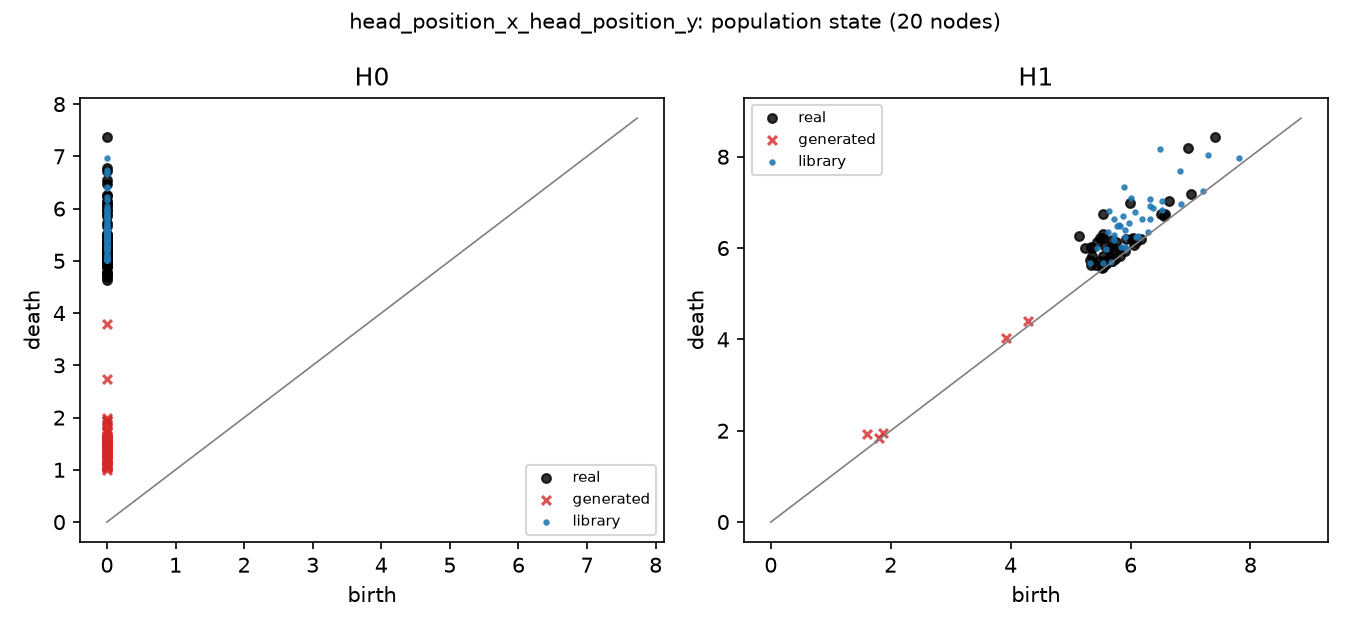 head_position_x_head_position_y: population state (20 nodes)
H0
H1
8
7
6
5
4
3
2
1
0
death
0 1 2 3 4 5 6 7 8
birth
real
generated
library
8
6
4
2
0
death
0 2 4 6 8
birth
real
generated
library